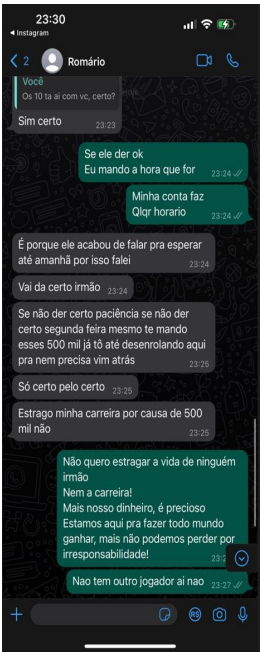 23:30
Instagram
2
Romário
Você
Os 10 ta ai com vc, certo?
Sim certo
23:23
Se ele der ok
Eu mando a hora que for
23:24
Minha conta faz
Qlqr horario
23:24
É porque ele acabou de falar pra esperar
até amanhã por isso falei
23:24
Vai da certo irmão
23:24
Se não der certo paciência se não der
certo segunda feira mesmo te mando
esses 500 mil já tô até desenrolando aqui
pra nem precisa vim atrás
23:25
Só certo pelo certo
23:25
Estrago minha carreira por causa de 500
mil não
23:25
Não quero estragar a vida de ninguém
irmão
Nem a carreira!
Mais nosso dinheiro, é precioso
Estamos aqui pra fazer todo mundo
ganhar, mais não podemos perder por
irresponsabilidade!
Nao tem outro jogador ai nao
23:27
RS